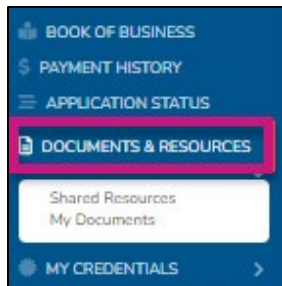 BOOK OF BUSINESS
$ PAYMENT HISTORY
APPLICATION STATUS
DOCUMENTS & RESOURCES
Shared Resources
My Documents
MY CREDENTIALS >